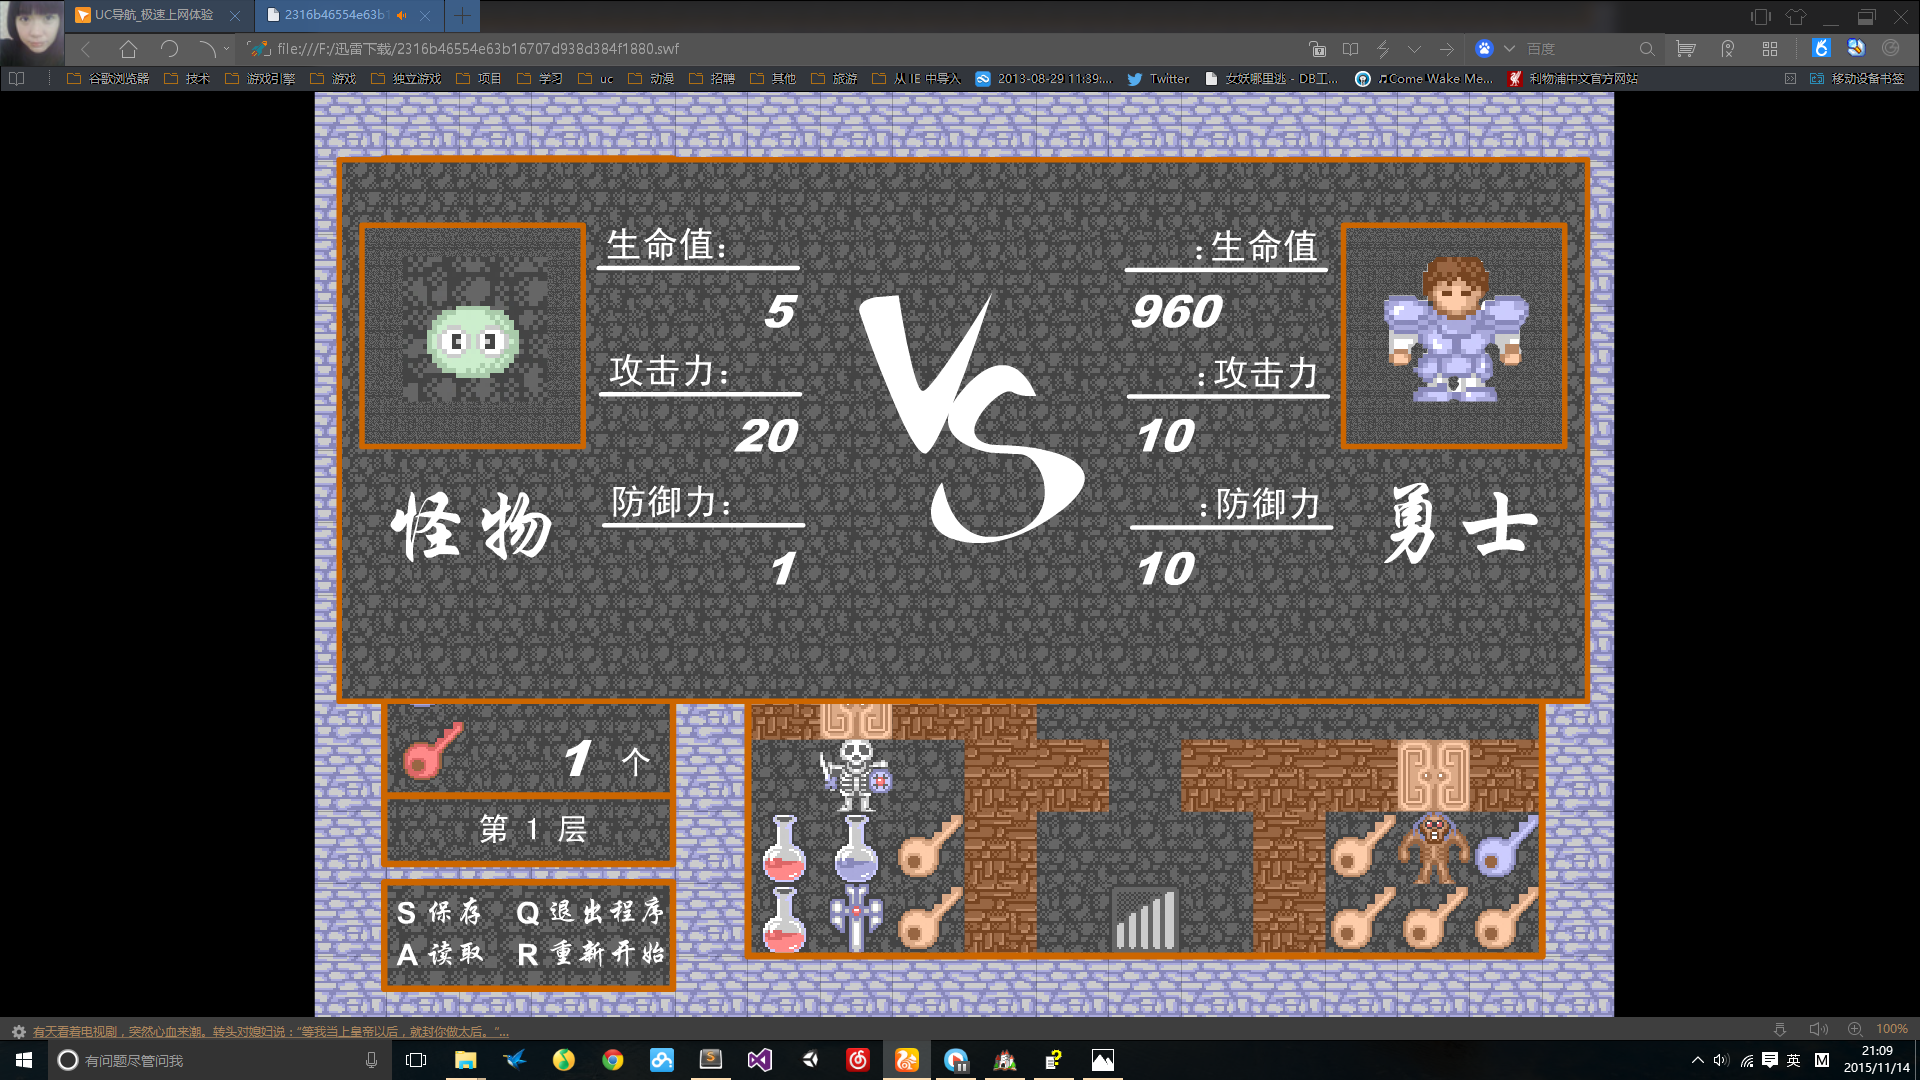 UC导航_极速上网体验
2316b46554e63b1
file:///F:/迅雷下载/2316b46554e63b16707d938d384f1880.swf
百度
谷歌浏览器 技术 游戏引擎 游戏 独立游戏 项目 学习 uc 动漫 招聘 其他 旅游 从 IE 中导入 2013-08-29 11:39:... Twitter 女妖哪里逃 - DB工... ♫Come Wake Me... 利物浦中文官方网站 移动设备书签
生命值：
5
攻击力：
20
防御力：
1
怪物
VS
:生命值
960
:攻击力
10
:防御力
10
勇士
1 个
第 1 层
S 保存 Q 退出程序
A 读取 R 重新开始
有天看着电视剧，突然心血来潮。转头对媳妇说：“等我当上皇帝以后，就封你做太后。”...
100%
有问题尽管问我
英
M
21:09
2015/11/14